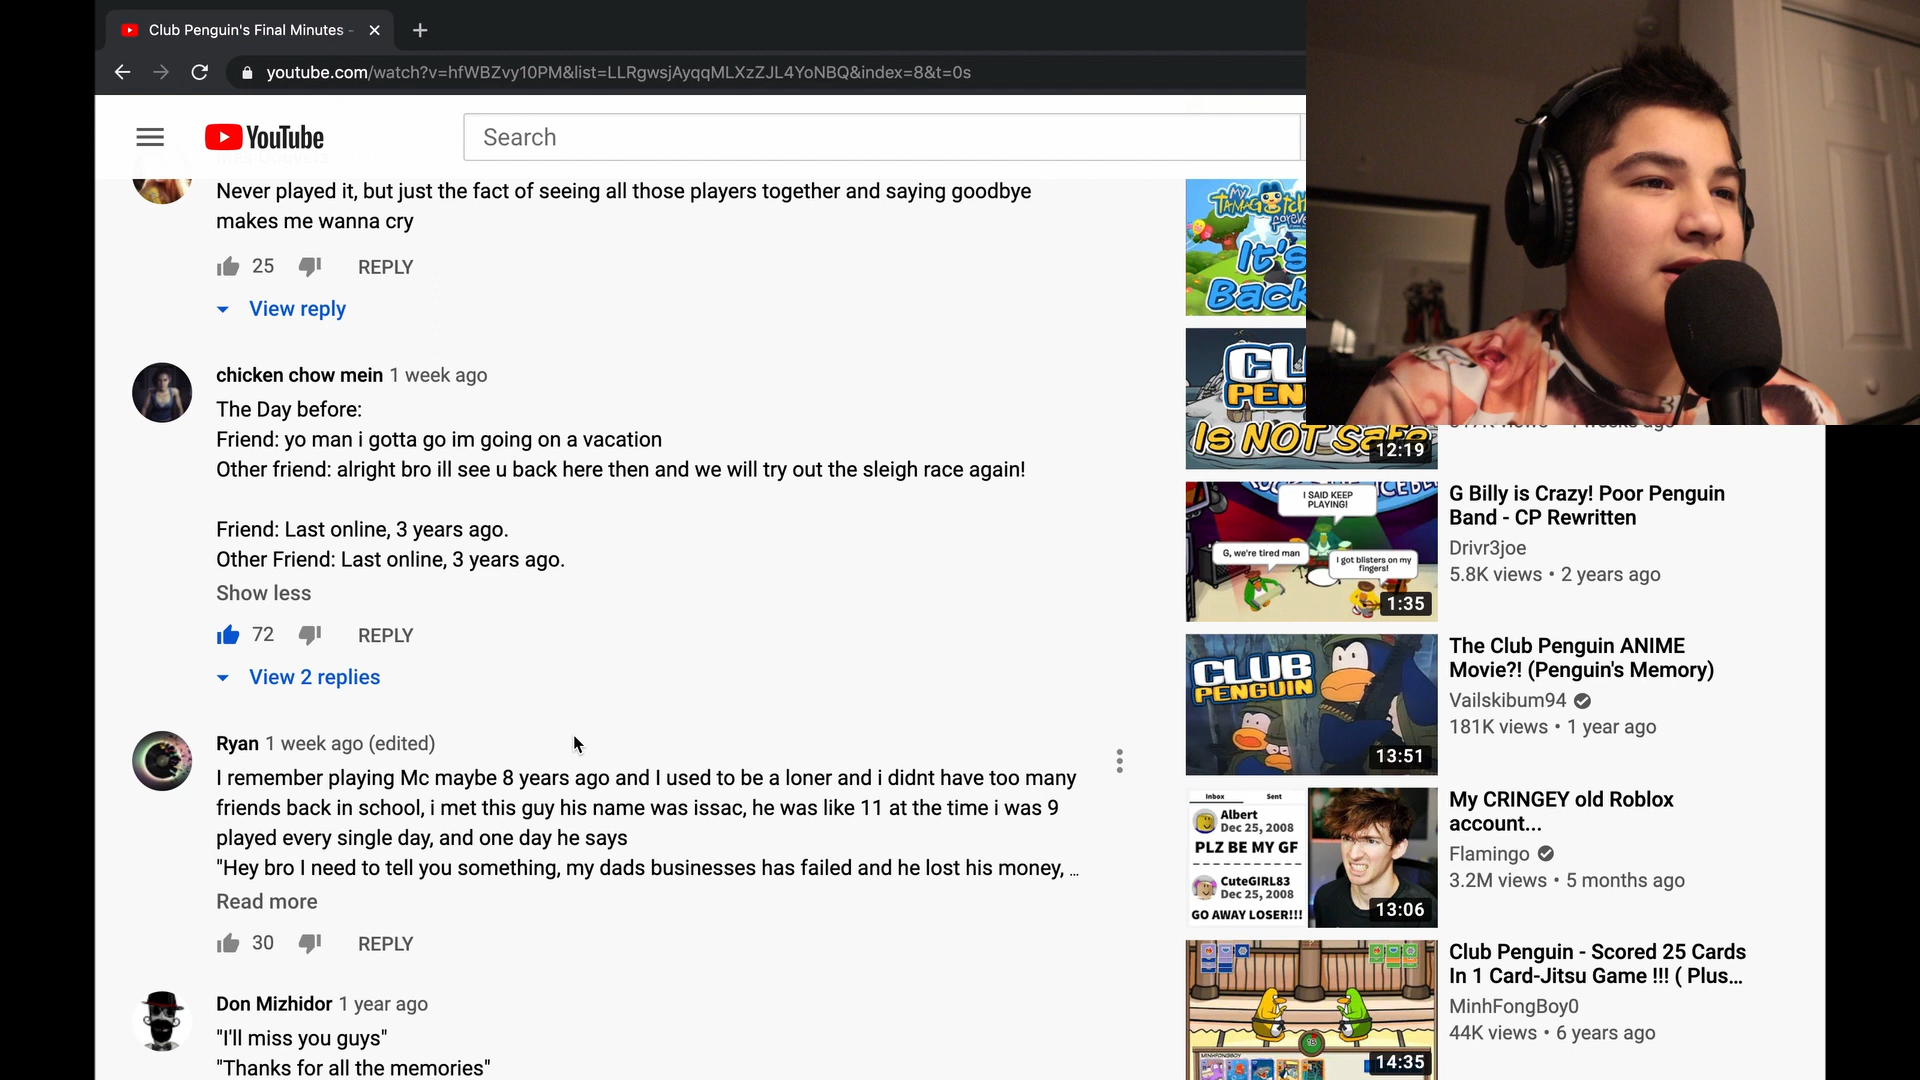 Club Penguin's Final Minutes -
youtube.com/watch?v=hfWBZvy10PM&list=LLRgwsjAyqqMLXzZJL4YoNBQ&index=8&t=0s
YouTube
Search
Never played it, but just the fact of seeing all those players together and saying goodbye
makes me wanna cry
25
REPLY
View reply
chicken chow mein 1 week ago
The Day before:
Friend: yo man i gotta go im going on a vacation
Other friend: alright bro ill see u back here then and we will try out the sleigh race again!
Friend: Last online, 3 years ago.
Other Friend: Last online, 3 years ago.
Show less
72
REPLY
View 2 replies
Ryan 1 week ago (edited)
I remember playing Mc maybe 8 years ago and I used to be a loner and i didnt have too many
friends back in school, i met this guy his name was issac, he was like 11 at the time i was 9
played every single day, and one day he says
"Hey bro I need to tell you something, my dads businesses has failed and he lost his money, ...
Read more
30
REPLY
Don Mizhidor 1 year ago
"I'll miss you guys"
"Thanks for all the memories"
MY
It's
Back
CL
PEN
Is NOT Safe
12:19
I SAID KEEP
PLAYING!
G, we're tired man
I got blisters on my
fingers!
1:35
G Billy is Crazy! Poor Penguin
Band - CP Rewritten
Drivr3joe
5.8K views • 2 years ago
CLUB
PENGUIN
13:51
The Club Penguin ANIME
Movie?! (Penguin's Memory)
Vailskibum94
181K views • 1 year ago
Inbox
Sent
Albert
Dec 25, 2008
PLZ BE MY GF
CuteGIRL83
Dec 25, 2008
GO AWAY LOSER!!!
13:06
My CRINGEY old Roblox
account...
Flamingo
3.2M views • 5 months ago
MINHFONGBOY
14:35
Club Penguin - Scored 25 Cards
In 1 Card-Jitsu Game !!! ( Plus...
MinhFongBoy0
44K views • 6 years ago